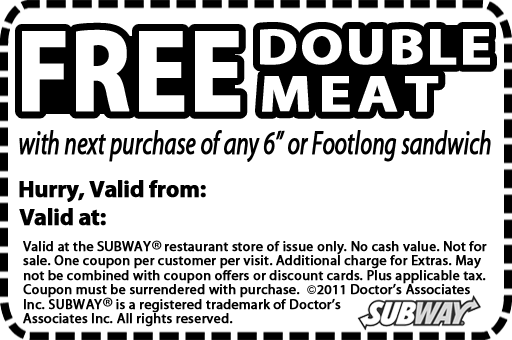 FREE DOUBLE
MEAT
with next purchase of any 6" or Footlong sandwich
Hurry, Valid from:
Valid at:
Valid at the SUBWAY® restaurant store of issue only. No cash value. Not for
sale. One coupon per customer per visit. Additional charge for Extras. May
not be combined with coupon offers or discount cards. Plus applicable tax.
Coupon must be surrendered with purchase. ©2011 Doctor's Associates
Inc. SUBWAY® is a registered trademark of Doctor's
Associates Inc. All rights reserved.
SUBWAY